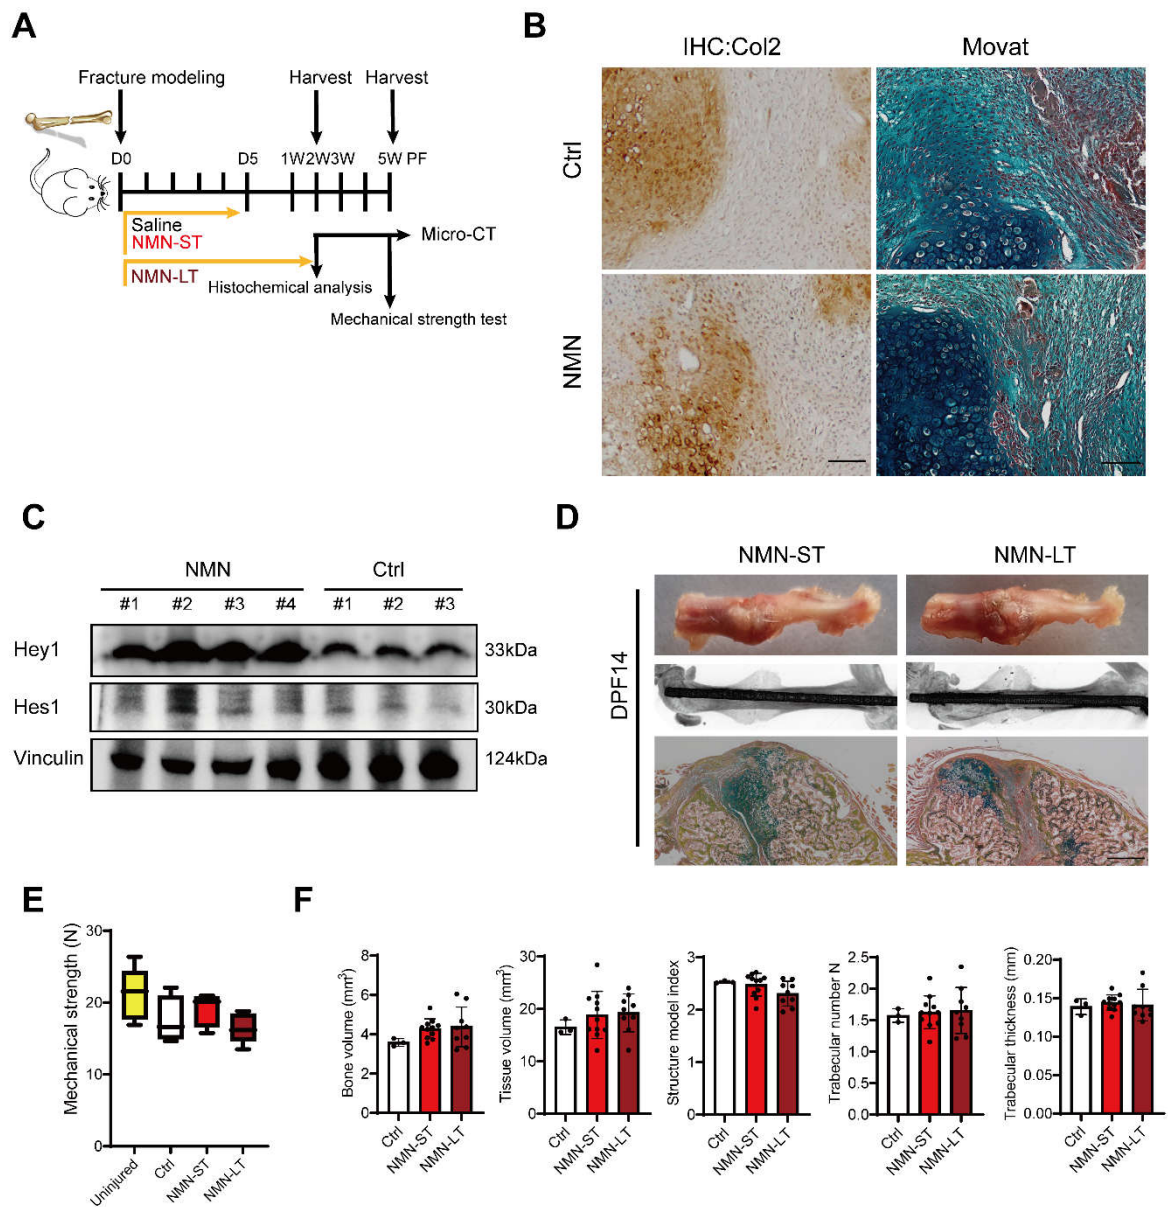 A
Fracture modeling Harvest Harvest
D0 D5 1W2W3W 5W PF
Saline
NMN-ST
NMN-LT
Micro-CT
Histochemical analysis
Mechanical strength test
B
IHC:Col2 Movat
Ctrl
NMN
C
NMN Ctrl
#1 #2 #3 #4 #1 #2 #3
Hey1 33kDa
Hes1 30kDa
Vinculin 124kDa
D
NMN-ST NMN-LT
DPF14
E
Mechanical strength (N)
30
20
10
0
Uninjured Ctrl NMN-ST NMN-LT
F
Bone volume (mm³)
8
6
4
2
0
Ctrl NMN-ST NMN-LT
Tissue volume (mm³)
30
20
10
0
Ctrl NMN-ST NMN-LT
Structure model index
3
2
1
0
Ctrl NMN-ST NMN-LT
Trabecular number N
2.5
2.0
1.5
1.0
0.5
0.0
Ctrl NMN-ST NMN-LT
Trabecular thickness (mm)
0.20
0.15
0.10
0.05
0.00
Ctrl NMN-ST NMN-LT